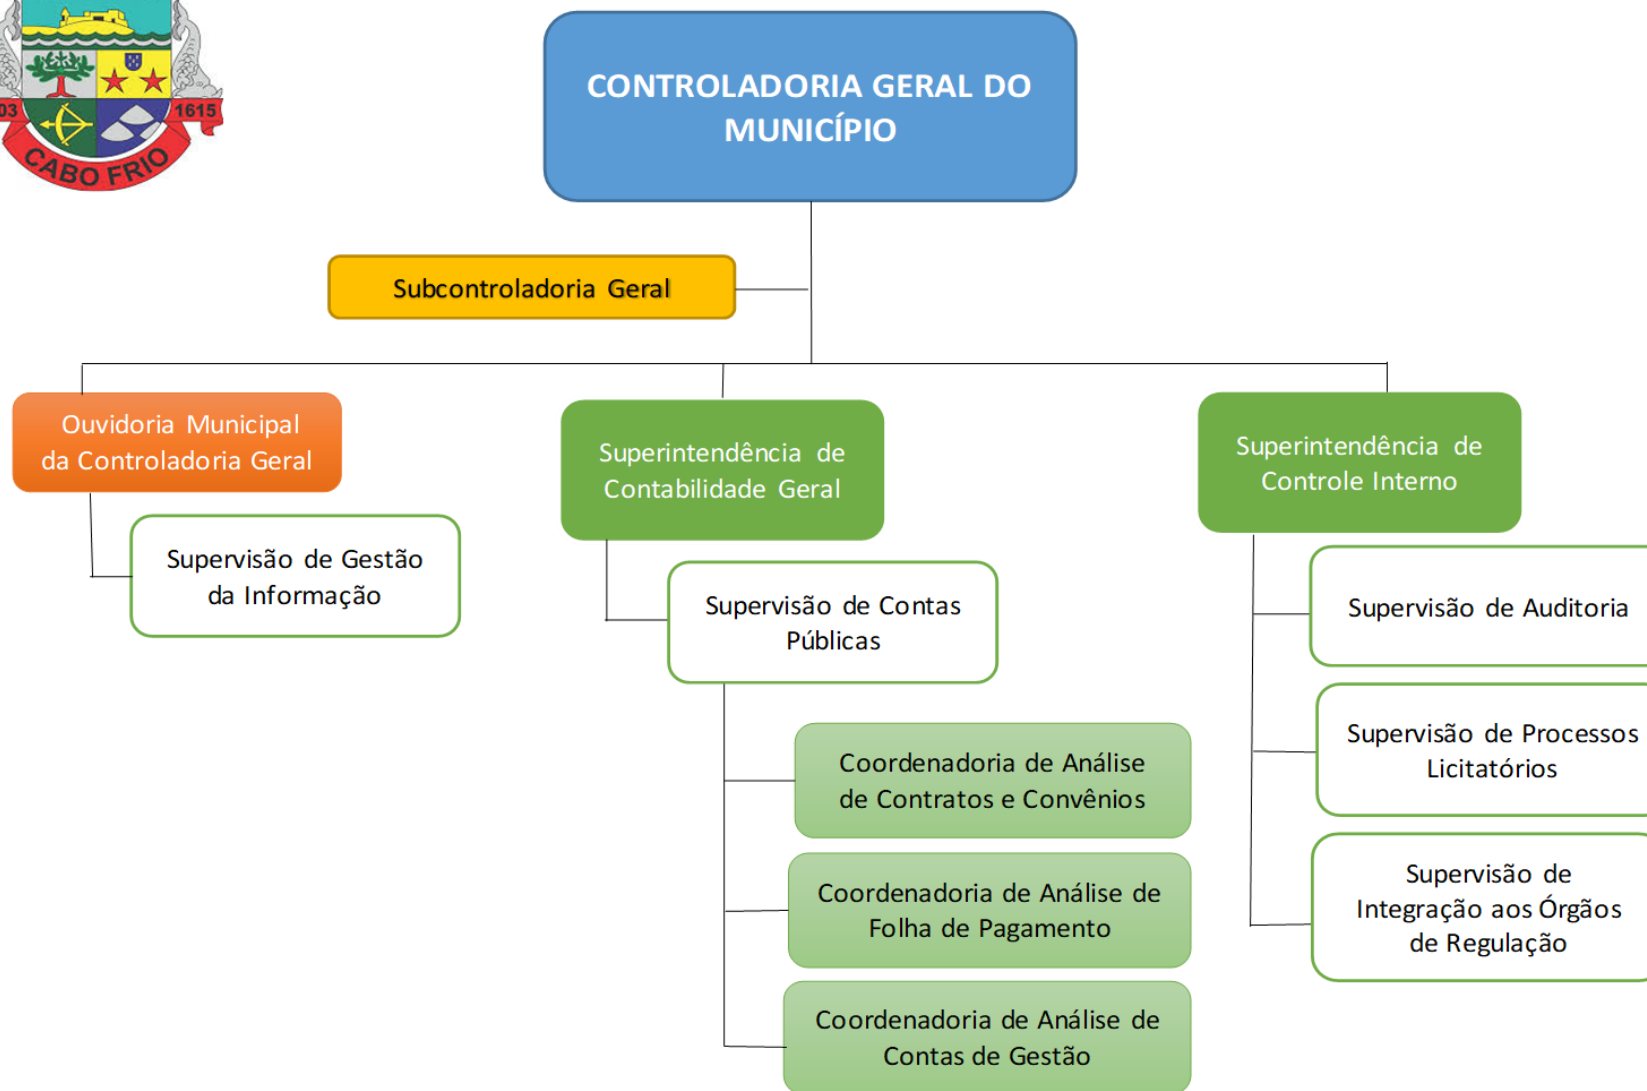 03
1615
CABO FRIO
CONTROLADORIA GERAL DO
MUNICÍPIO
Subcontroladoria Geral
Ouvidoria Municipal
da Controladoria Geral
Supervisão de Gestão
da Informação
Superintendência de
Contabilidade Geral
Supervisão de Contas
Públicas
Coordenadoria de Análise
de Contratos e Convênios
Coordenadoria de Análise de
Folha de Pagamento
Coordenadoria de Análise de
Contas de Gestão
Superintendência de
Controle Interno
Supervisão de Auditoria
Supervisão de Processos
Licitatórios
Supervisão de
Integração aos Órgãos
de Regulação